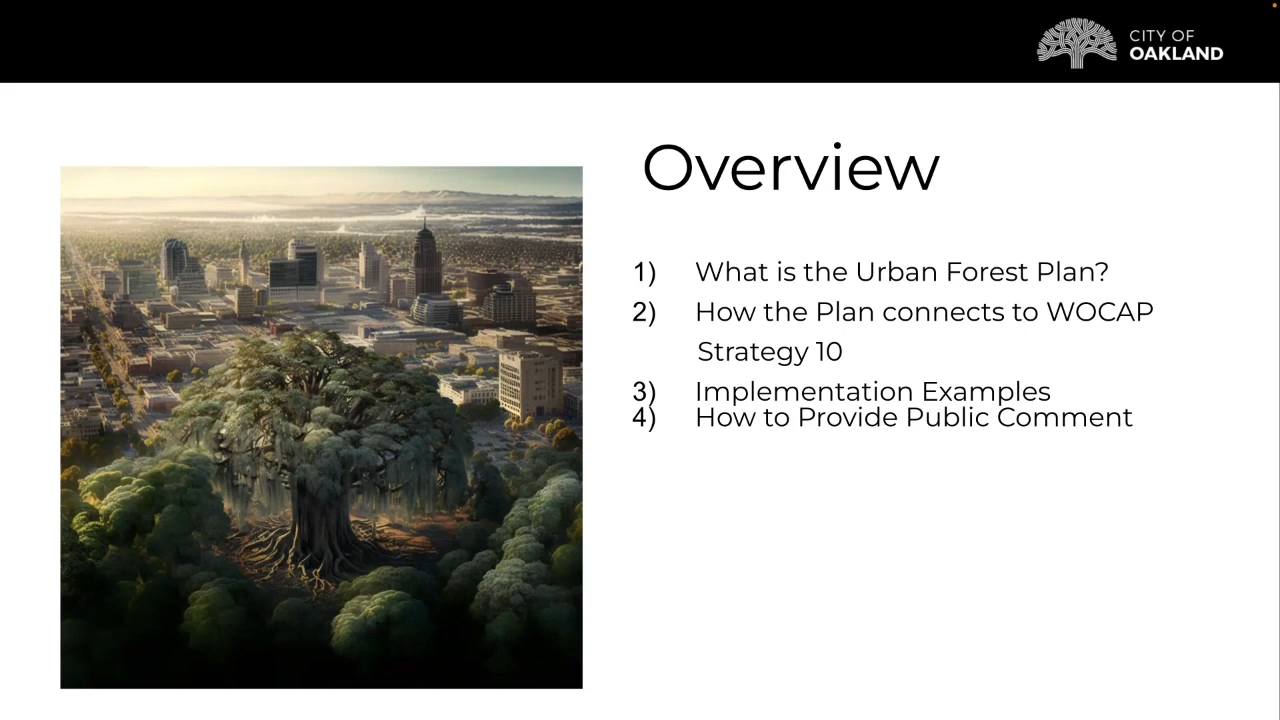 CITY OF
OAKLAND
Overview
1) What is the Urban Forest Plan?
2) How the Plan connects to WOCAP
Strategy 10
3) Implementation Examples
4) How to Provide Public Comment